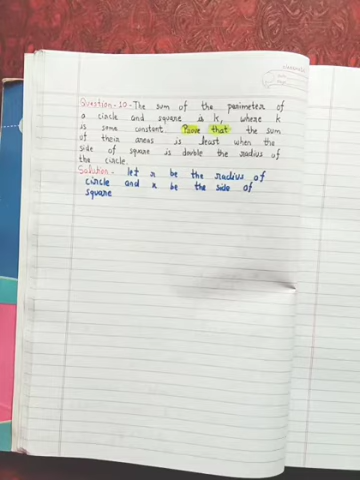 Question-10- The sum of the perimeter of
a circle and square is k, where k
is some constant. Prove that the sum
of their areas is least when the
side of square is double the radius of
the circle.
Solution- let r be the radius of
circle and x be the side of
square